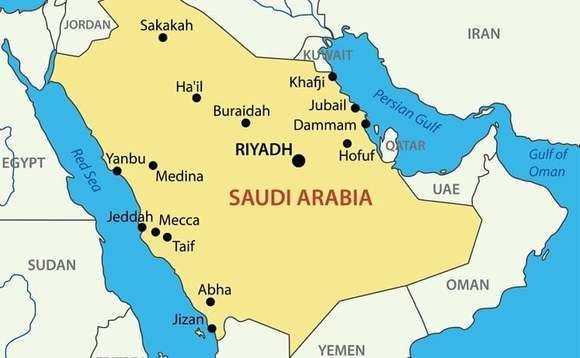 JORDAN
Sakakah
IRAN
KUWAIT
Khafji
Ha'il
Jubail
Persian Gulf
Buraidah
Dammam
RIYADH
Hofuf
QATAR
Gulf of
Oman
EGYPT
Red Sea
Yanbu
Medina
UAE
SAUDI ARABIA
Jeddah
Mecca
Taif
SUDAN
OMAN
Abha
Jizan
YEMEN